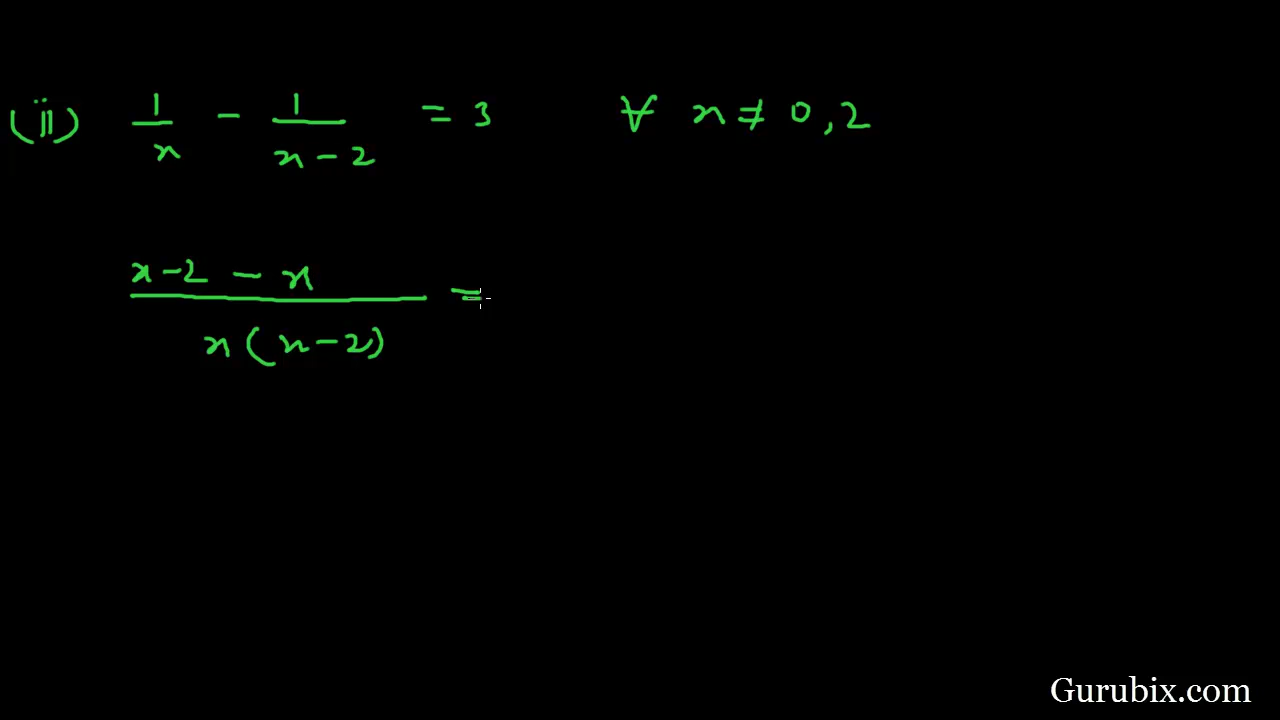 (ii) 1/x - 1/(x - 2) = 3 ∀ x ≠ 0, 2
(x - 2 - x)/(x(x - 2)) =
Gurubix.com